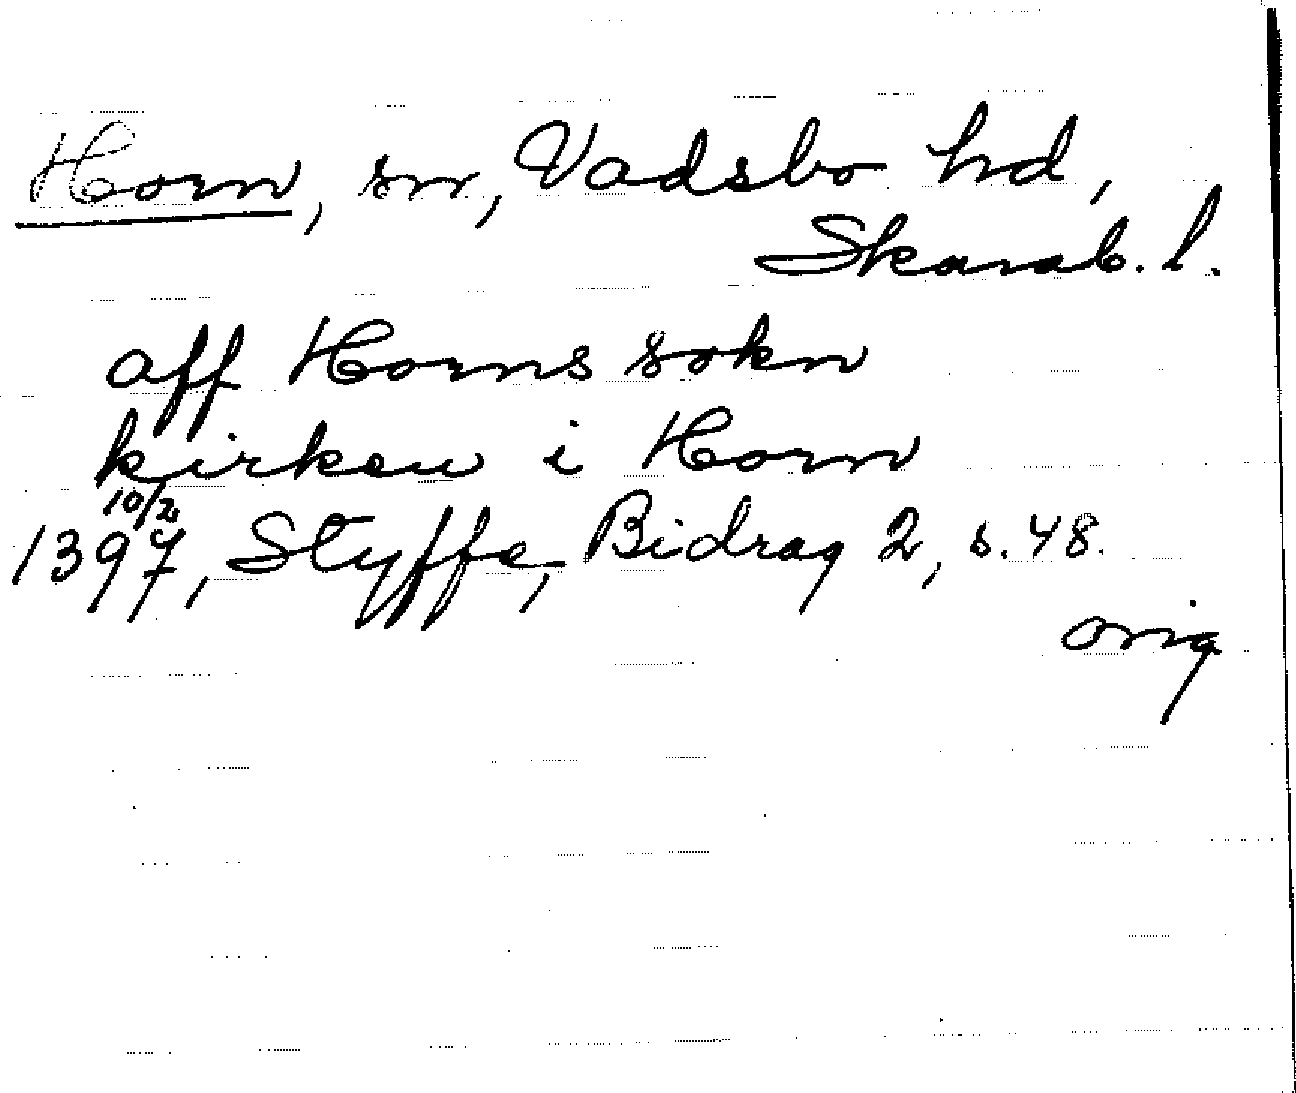 Horn, sn, Vadsbo hd,
Skarab. l.
aff Horns sokn
kirken i Horn
10/2
1397, Styffe, Bidrag 2, s. 48.
orig